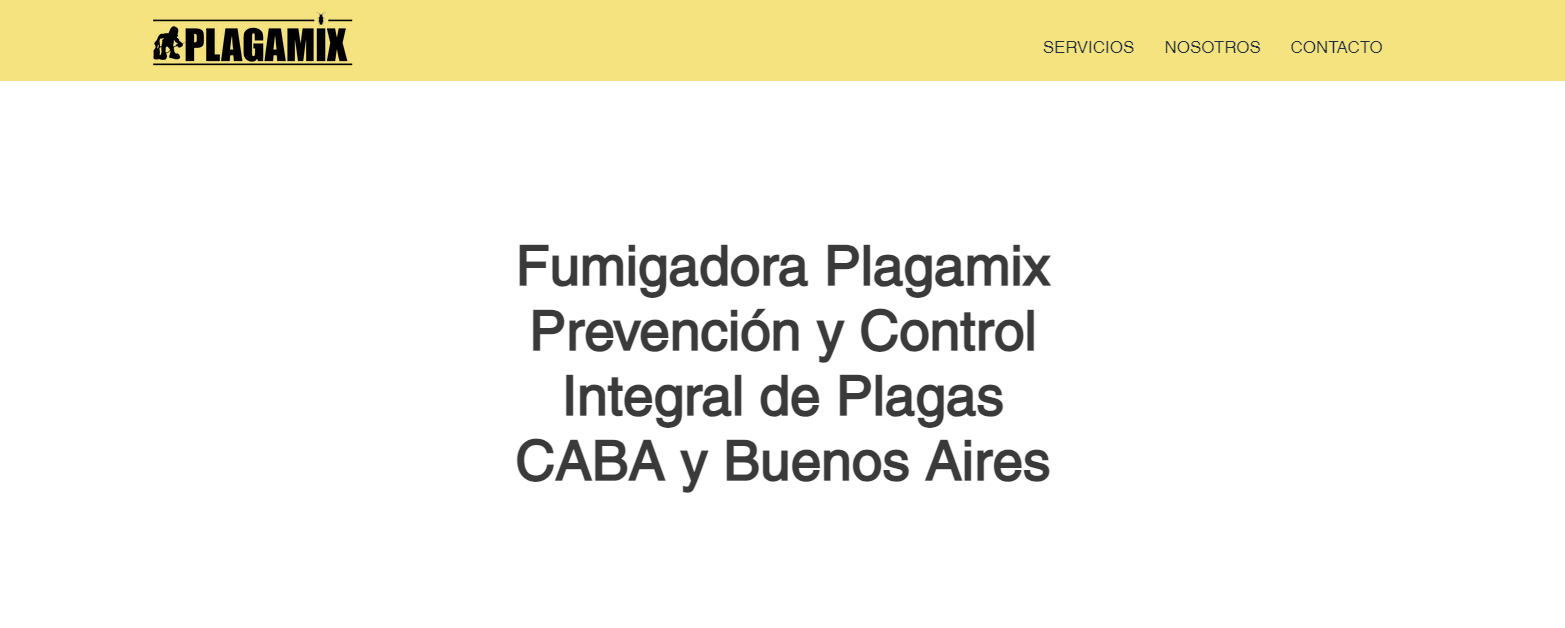 PLAGAMIX
SERVICIOS NOSOTROS CONTACTO
Fumigadora Plagamix
Prevención y Control
Integral de Plagas
CABA y Buenos Aires